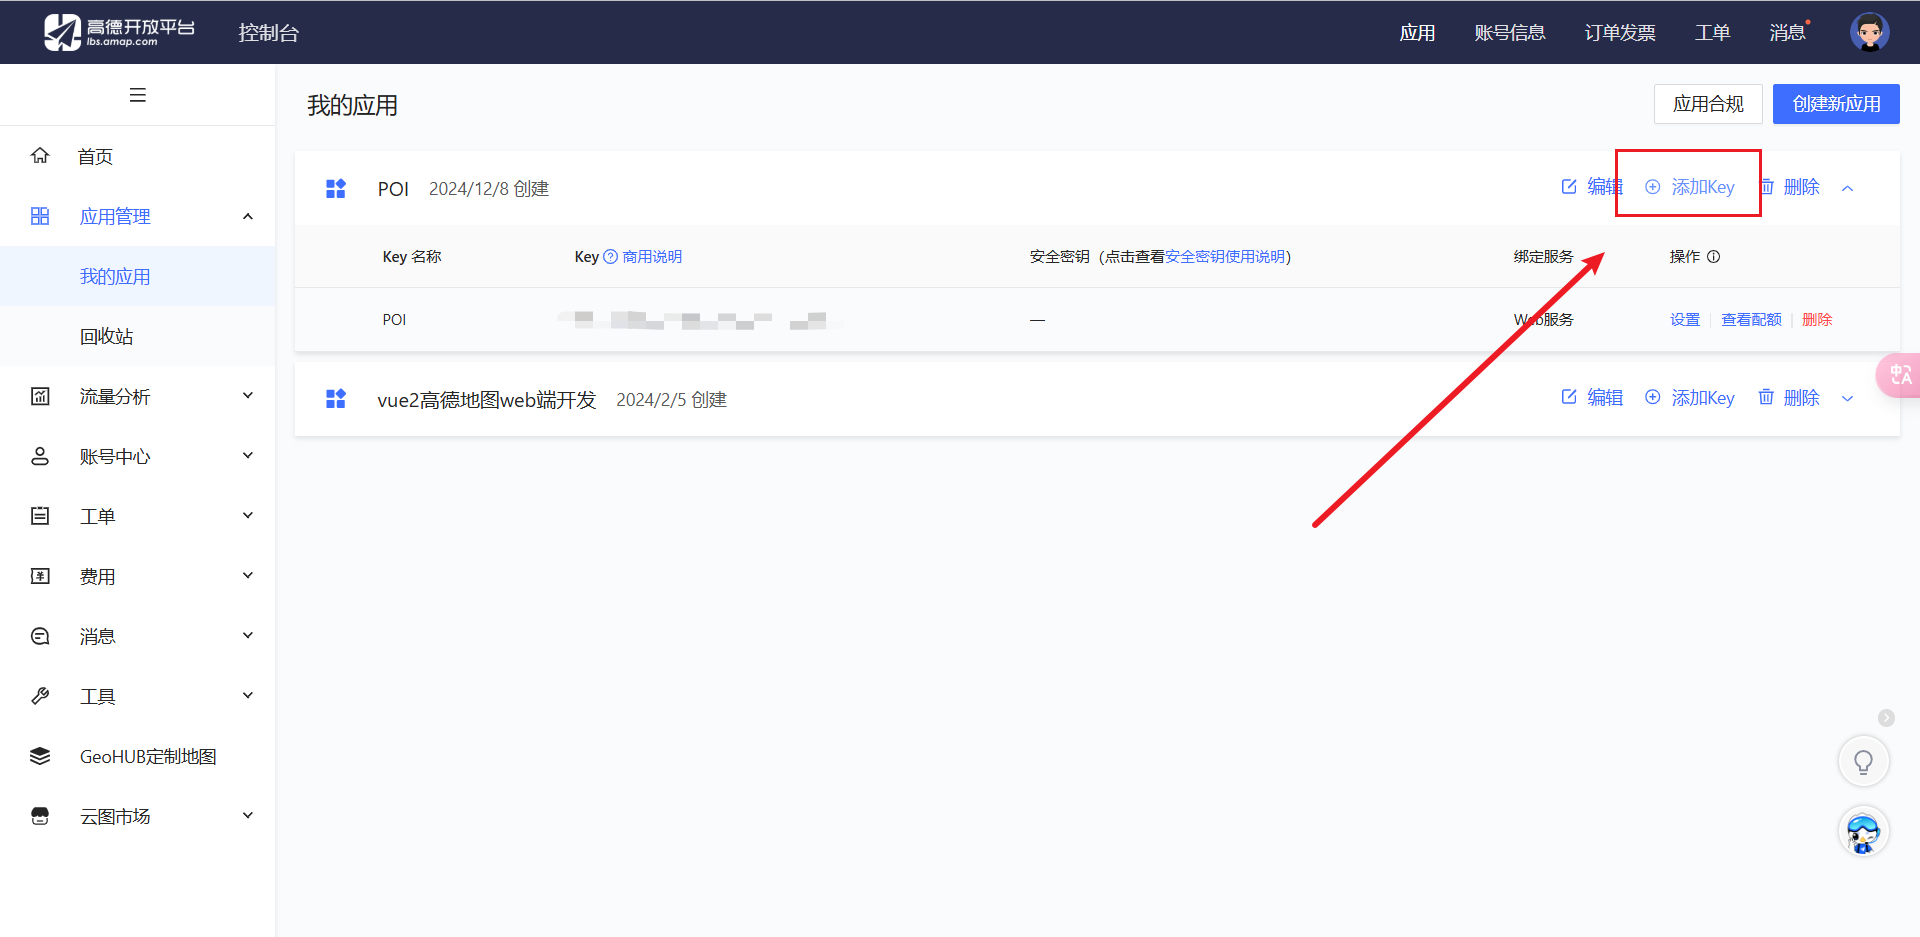 高德开放平台
lbs.amap.com
控制台
应用
账号信息
订单发票
工单
消息
首页
应用管理
我的应用
回收站
流量分析
账号中心
工单
费用
消息
工具
GeoHUB定制地图
云图市场
我的应用
应用合规
创建新应用
POI 2024/12/8 创建
编辑 添加Key 删除
Key 名称
Key 商用说明
安全密钥（点击查看安全密钥使用说明）
绑定服务
操作
POI
—
Web服务
设置 查看配额 删除
vue2高德地图web端开发 2024/2/5 创建
编辑 添加Key 删除
中A